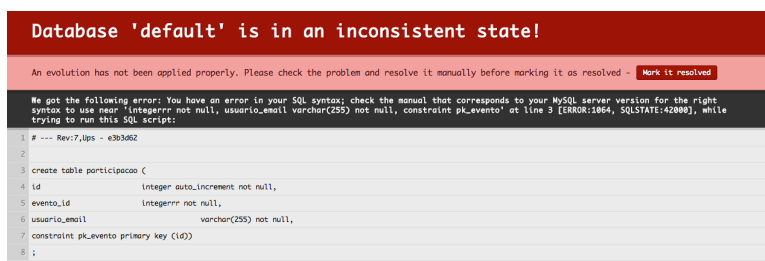 Database 'default' is in an inconsistent state!
An evolution has not been applied properly. Please check the problem and resolve it manually before marking it as resolved - Mark it resolved
We got the following error: You have an error in your SQL syntax; check the manual that corresponds to your MySQL server version for the right
syntax to use near 'integerrr not null, usuario_email varchar(255) not null, constraint pk_evento' at line 3 [ERROR:1064, SQLSTATE:42000], while
trying to run this SQL script:
1 # --- Rev:7,Ups - e3b3d62
2
3 create table participacao (
4 id integer auto_increment not null,
5 evento_id integerrr not null,
6 usuario_email varchar(255) not null,
7 constraint pk_evento primary key (id))
8 ;